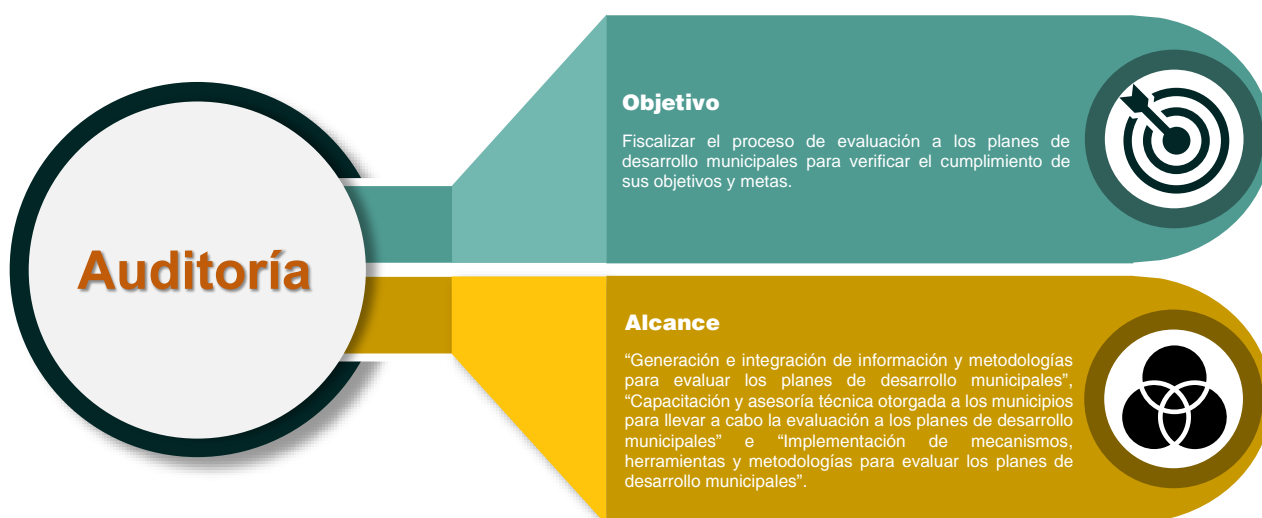 Auditoría
Objetivo
Fiscalizar el proceso de evaluación a los planes de
desarrollo municipales para verificar el cumplimiento de
sus objetivos y metas.
Alcance
“Generación e integración de información y metodologías
para evaluar los planes de desarrollo municipales”,
“Capacitación y asesoría técnica otorgada a los municipios
para llevar a cabo la evaluación a los planes de desarrollo
municipales” e “Implementación de mecanismos,
herramientas y metodologías para evaluar los planes de
desarrollo municipales”.